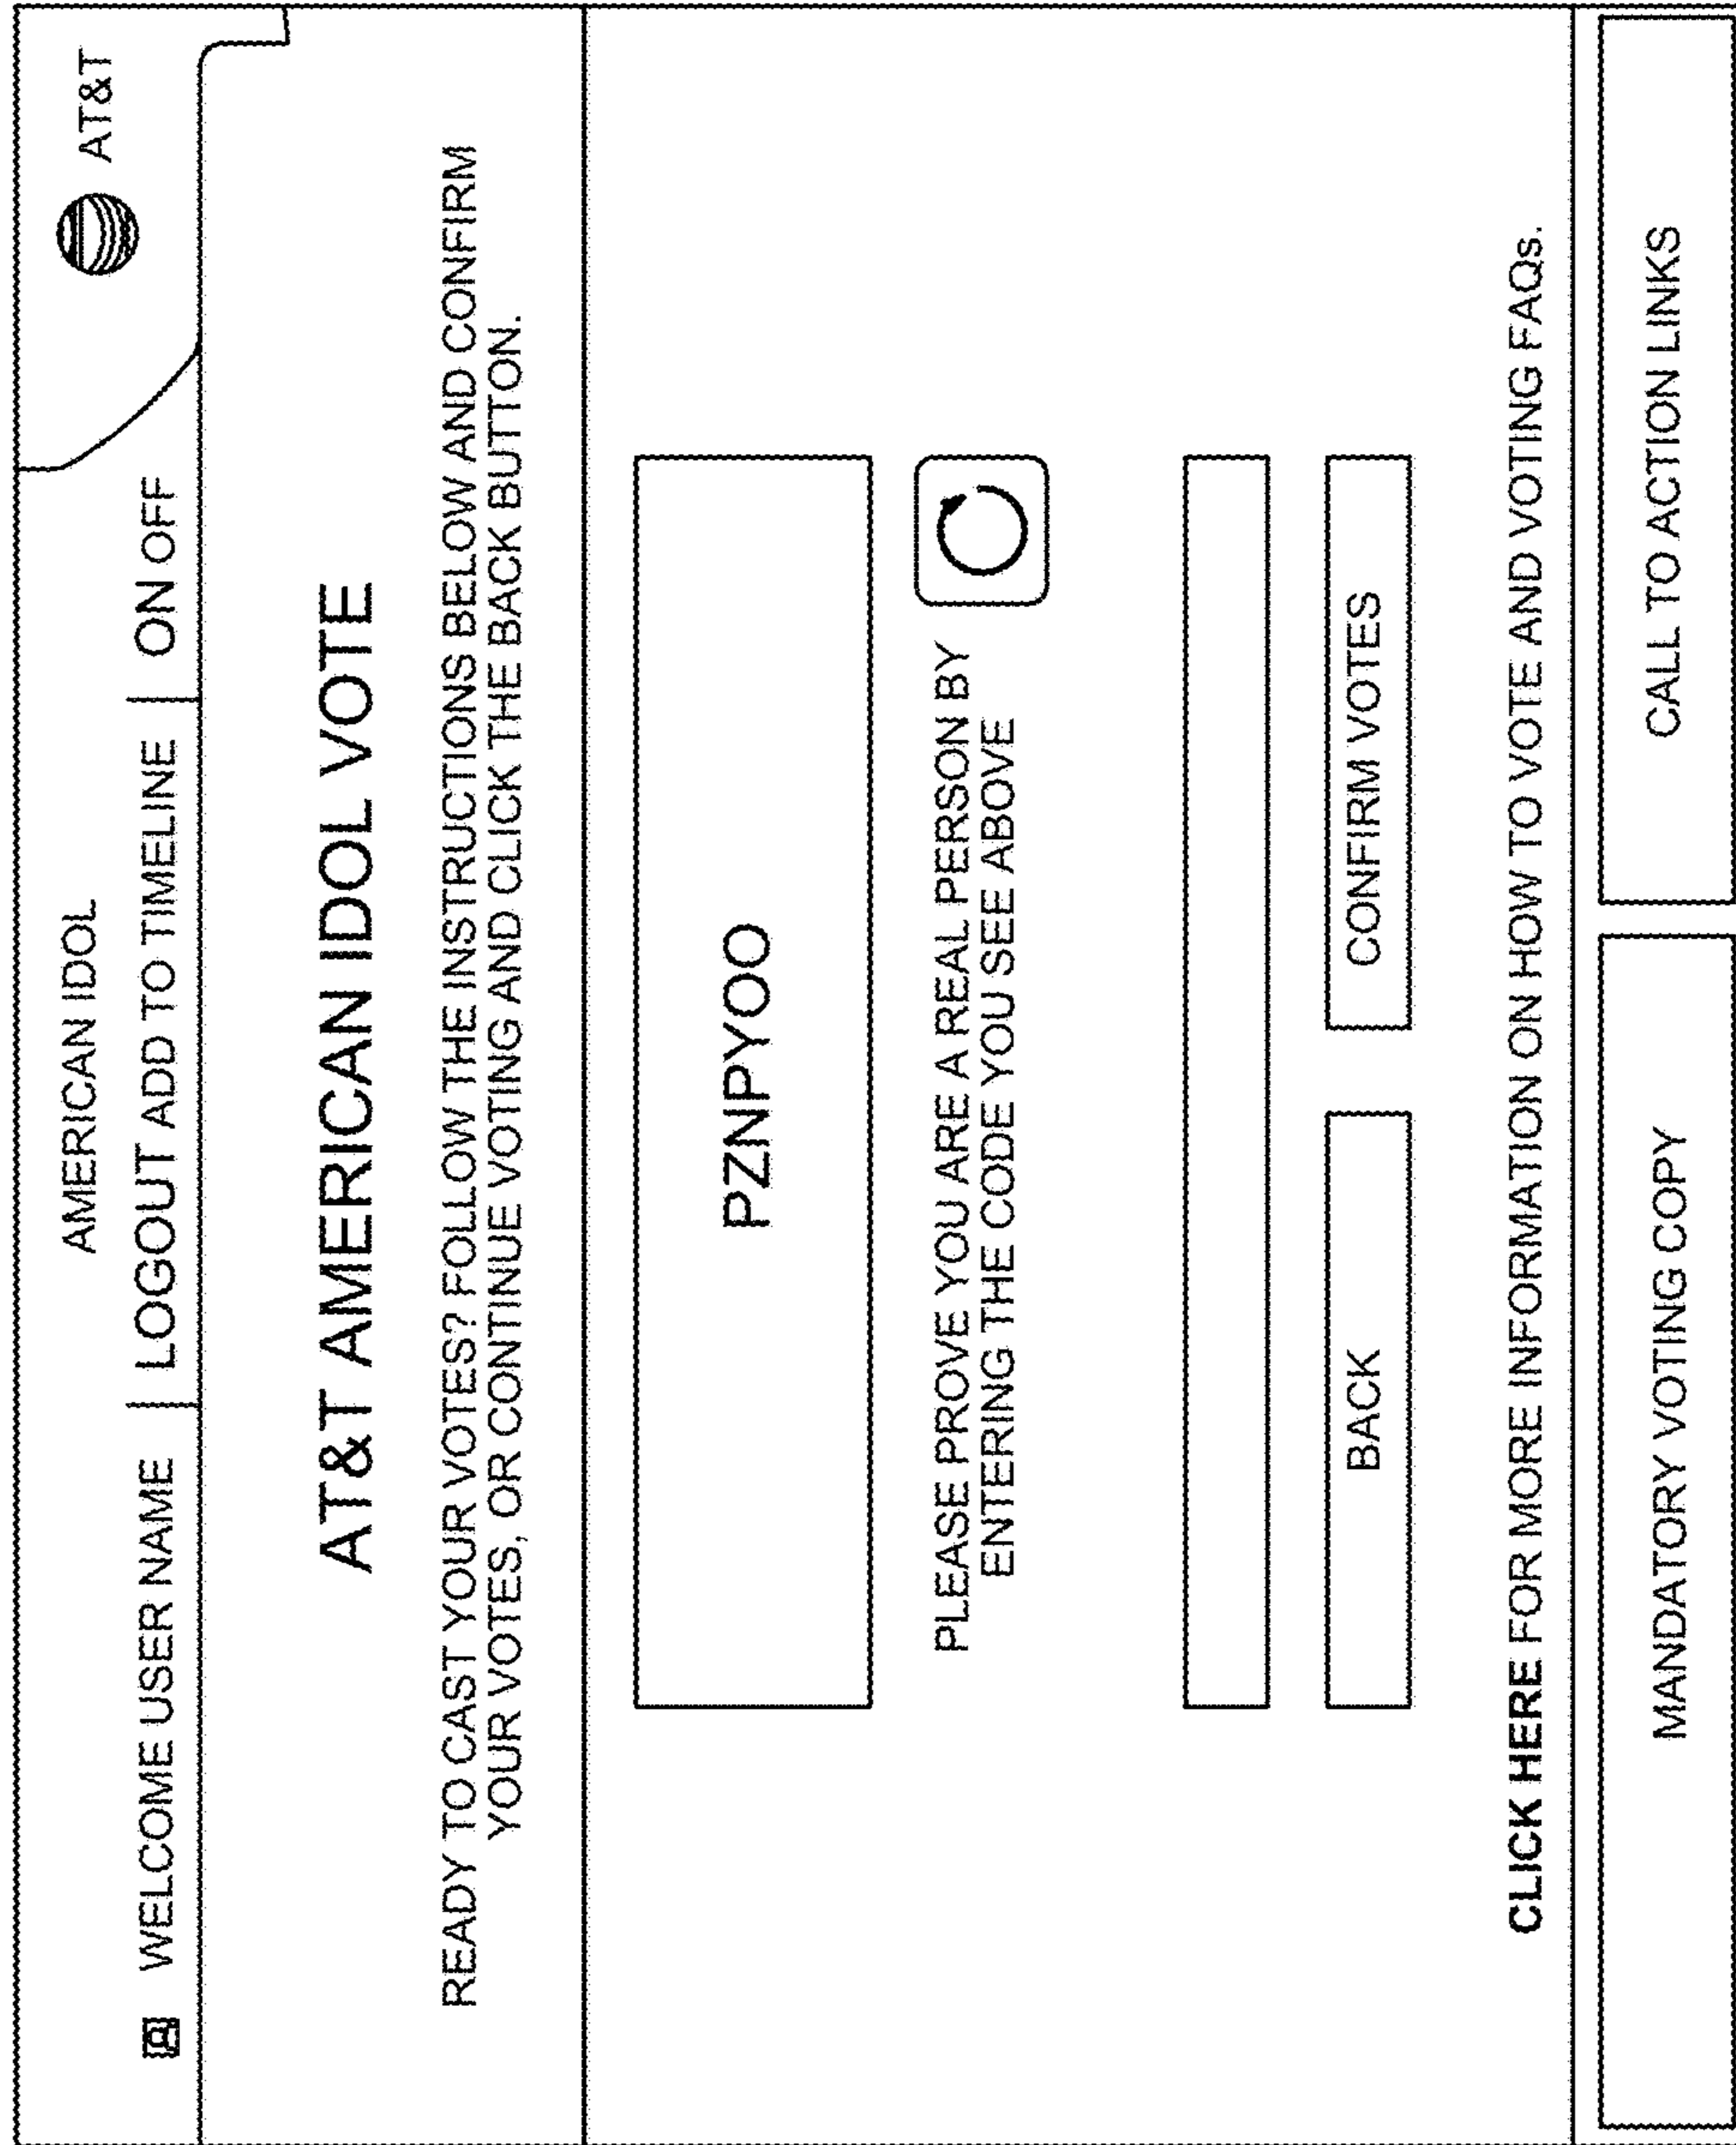 AMERICAN IDOL
AT&T
WELCOME USER NAME LOGOUT ADD TO TIMELINE ON OFF
AT&T AMERICAN IDOL VOTE
READY TO CAST YOUR VOTES? FOLLOW THE INSTRUCTIONS BELOW AND CONFIRM
YOUR VOTES, OR CONTINUE VOTING AND CLICK THE BACK BUTTON.
PZNPYOO
PLEASE PROVE YOU ARE A REAL PERSON BY
ENTERING THE CODE YOU SEE ABOVE
BACK
CONFIRM VOTES
CLICK HERE FOR MORE INFORMATION ON HOW TO VOTE AND VOTING FAQs.
MANDATORY VOTING COPY
CALL TO ACTION LINKS